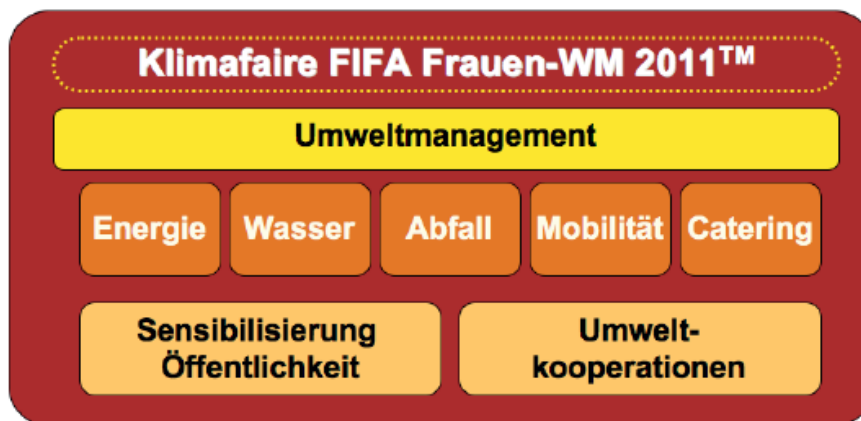 Klimafaire FIFA Frauen-WM 2011™
Umweltmanagement
Energie
Wasser
Abfall
Mobilität
Catering
Sensibilisierung
Öffentlichkeit
Umwelt-
kooperationen